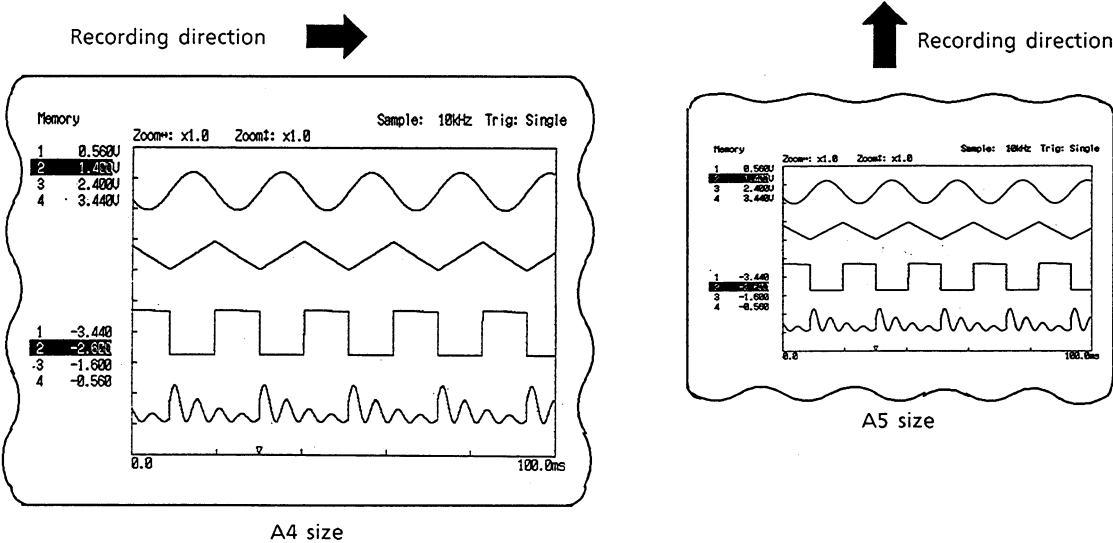 Recording direction
Memory
Sample: 10kHz Trig: Single
Zoom↔: x1.0 Zoom↕: x1.0
1 0.560V
2 1.400V
3 2.400V
4 3.440V
1 -3.440
2 -2.600
3 -1.600
4 -0.560
0.0 100.0ms
A4 size
Recording direction
Memory
Sample: 10kHz Trig: Single
Zoom↔: x1.0 Zoom↕: x1.0
1 0.560V
2
3 2.400V
4 3.440V
1 -3.440
2
3 -1.600
4 -0.560
0.0 100.0ms
A5 size